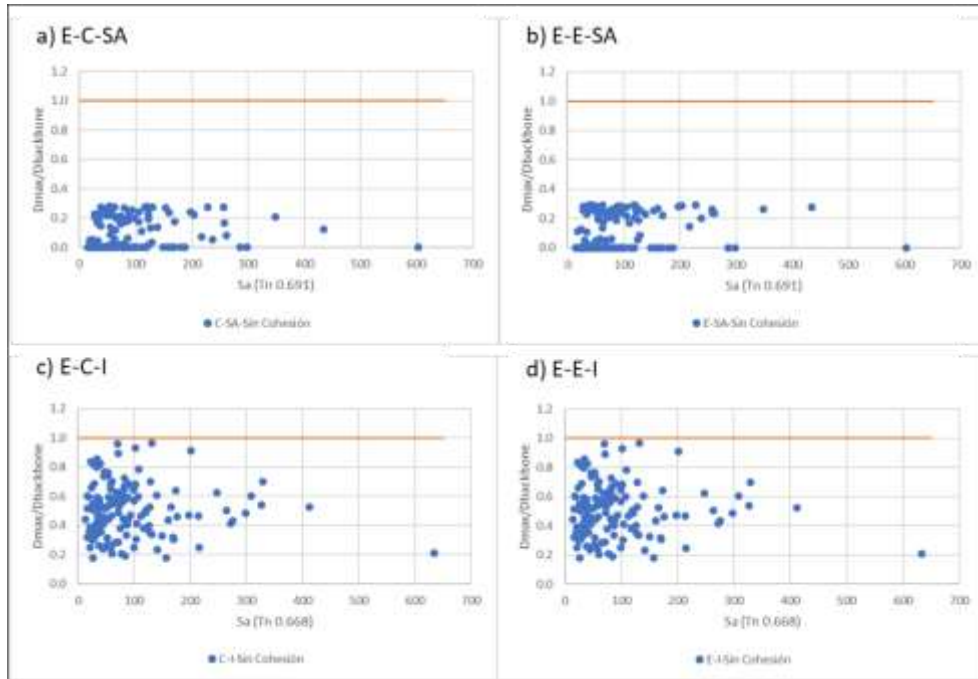 a) E-C-SA
1.2
1.0
0.8
0.6
0.4
0.2
0.0
Dmax/Dbackbone
0 100 200 300 400 500 600 700
Sa (Tn 0.691)
C-SA-Sin Cohesión
b) E-E-SA
1.2
1.0
0.8
0.6
0.4
0.2
0.0
Dmax/Dbackbone
0 100 200 300 400 500 600 700
Sa (Tn 0.691)
E-SA-Sin Cohesión
c) E-C-I
1.2
1.0
0.8
0.6
0.4
0.2
0.0
Dmax/Dbackbone
0 100 200 300 400 500 600 700
Sa (Tn 0.668)
C-I-Sin Cohesión
d) E-E-I
1.2
1.0
0.8
0.6
0.4
0.2
0.0
Dmax/Dbackbone
0 100 200 300 400 500 600 700
Sa (Tn 0.668)
E-I-Sin Cohesión